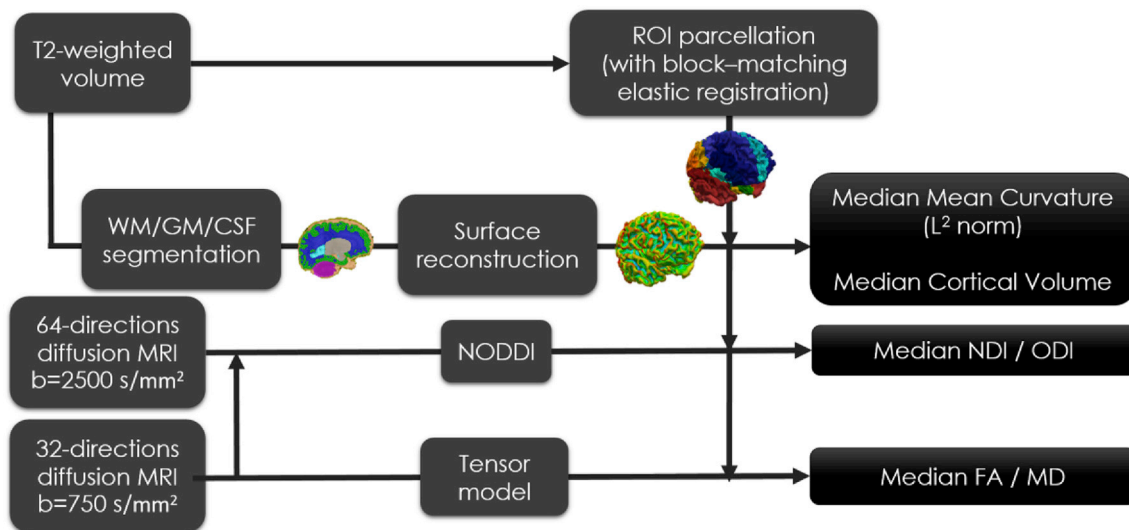 T2-weighted
volume
ROI parcellation
(with block–matching
elastic registration)
WM/GM/CSF
segmentation
Surface
reconstruction
Median Mean Curvature
(L² norm)
Median Cortical Volume
64-directions
diffusion MRI
b=2500 s/mm²
NODDI
Median NDI / ODI
32-directions
diffusion MRI
b=750 s/mm²
Tensor
model
Median FA / MD